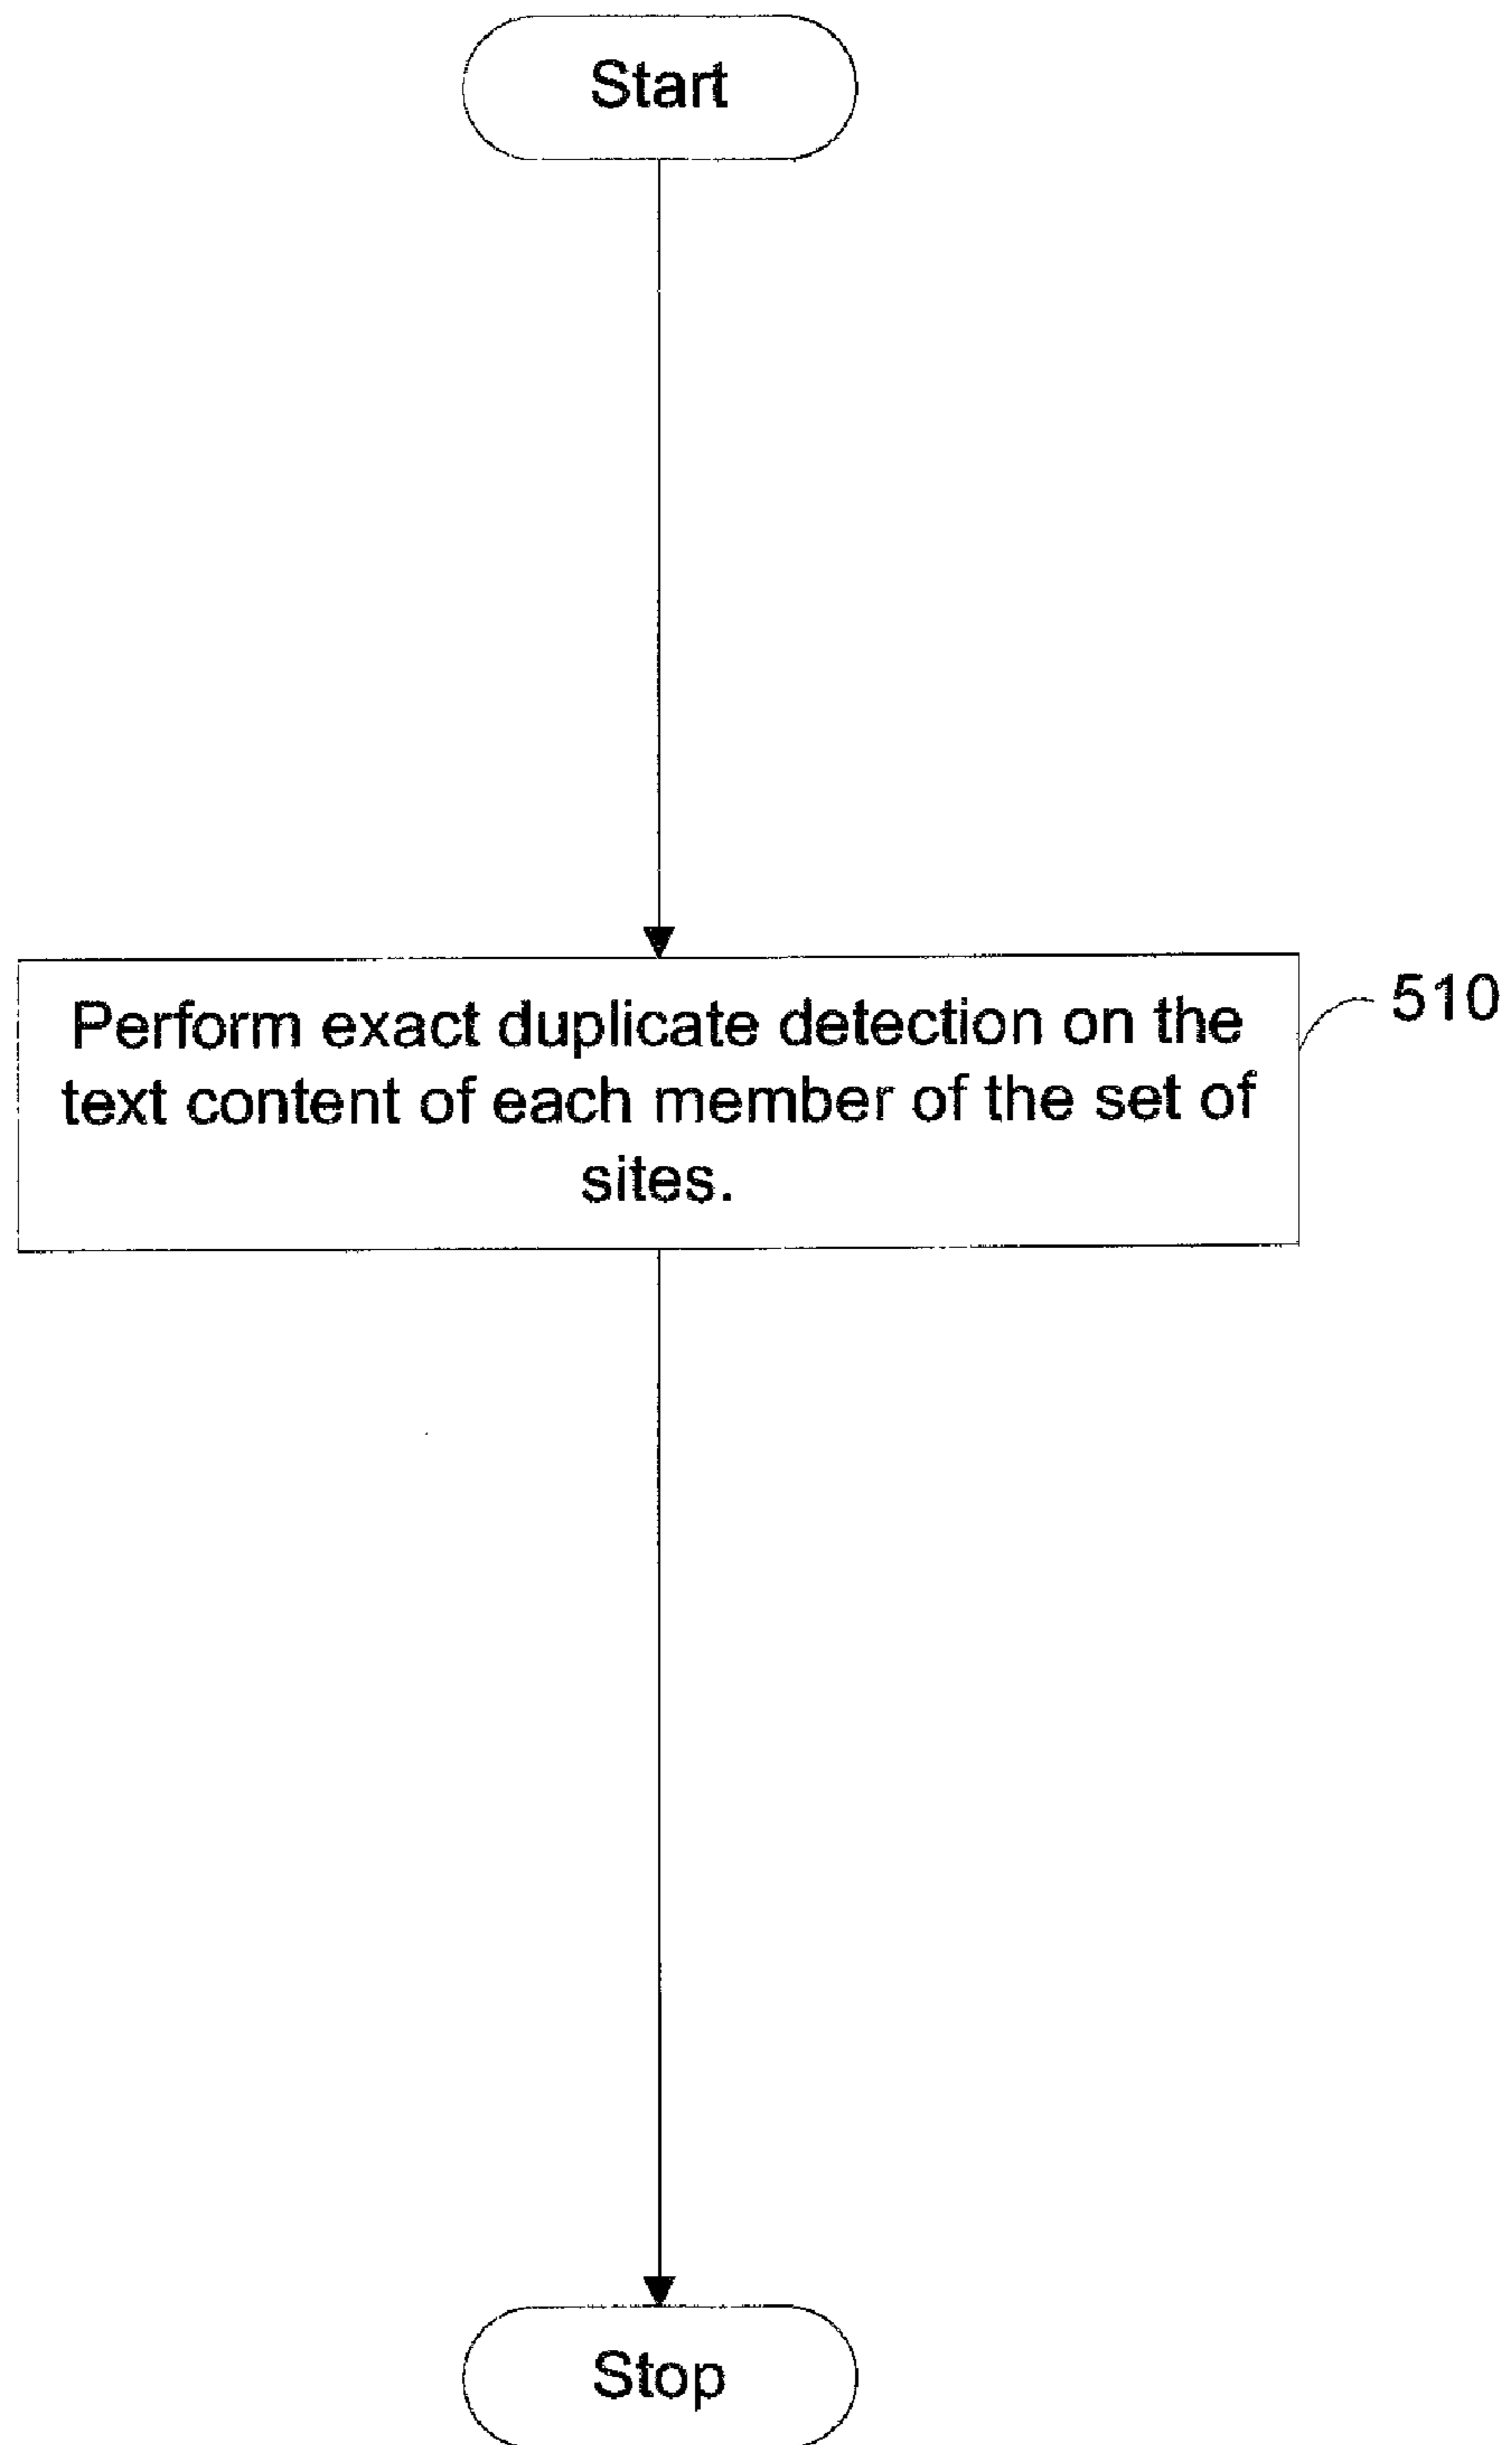 Start
Perform exact duplicate detection on the
text content of each member of the set of
sites.
510
Stop